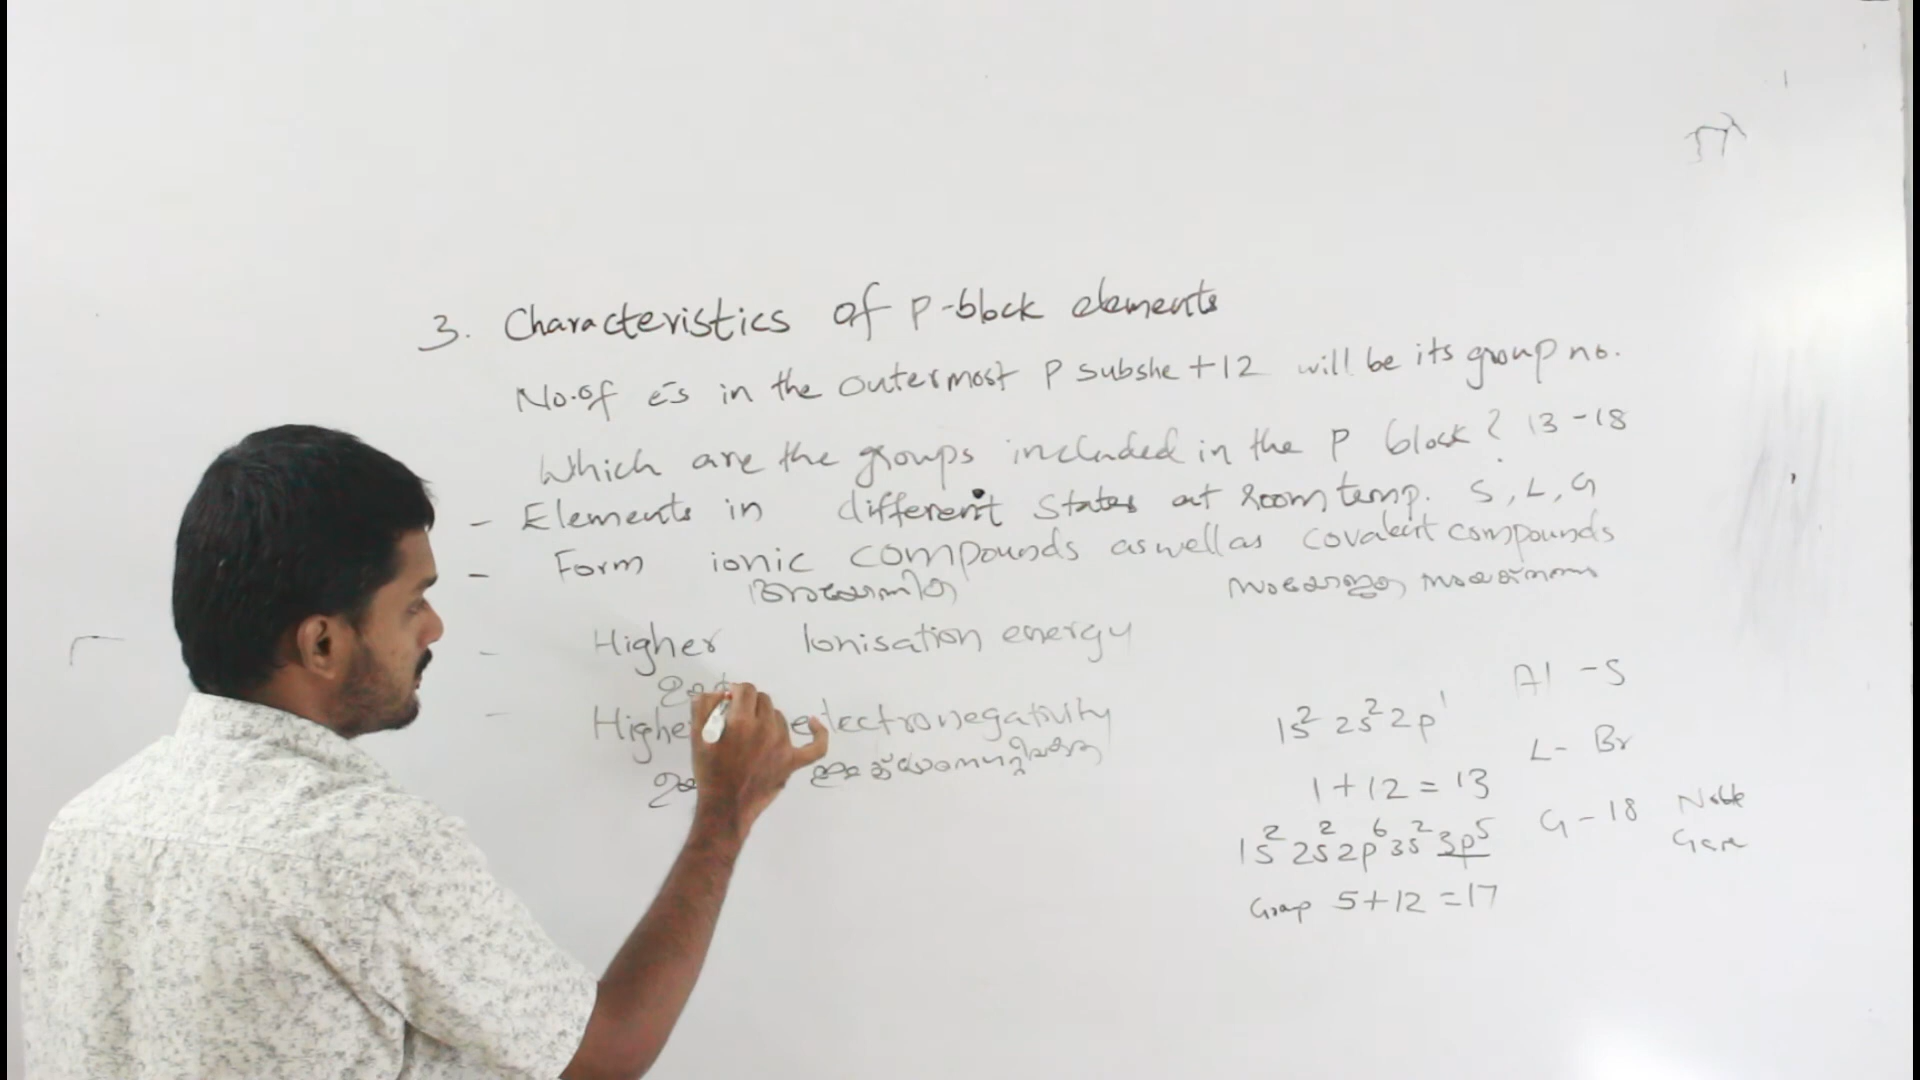 3. Characteristics of P-block elements
No.of e⁻s in the outermost P subshe +12 will be its group no.
Which are the groups included in the P block? 13-18
- Elements in different States at room temp. S, L, G
- Form ionic compounds as well as covalent compounds
- Higher Ionisation energy
- Higher electronegativity
Al - S
1s² 2s² 2p¹
L - Br
1 + 12 = 13
G - 18 Noble
1s² 2s² 2p⁶ 3s² 3p⁵
Group 5 + 12 = 17